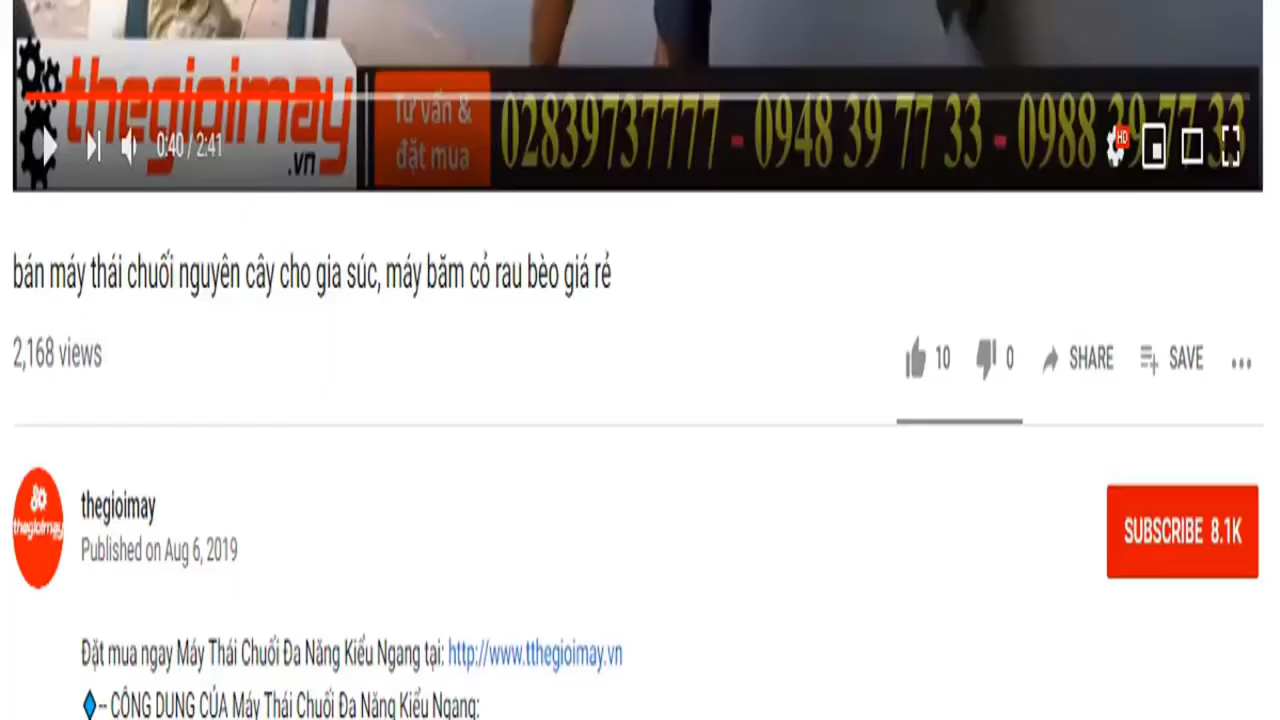 thegioimay
.vn
Tư vấn &
đặt mua
02839737777 - 0948 39 77 33 - 0988 39 77 33
0:40 / 2:41
HD
bán máy thái chuối nguyên cây cho gia súc, máy băm cỏ rau bèo giá rẻ
2,168 views
10 0 SHARE SAVE
thegioimay
thegioimay
Published on Aug 6, 2019
SUBSCRIBE 8.1K
Đặt mua ngay Máy Thái Chuối Đa Năng Kiểu Ngang tại: http://www.tthegioimay.vn
-- CÔNG DỤNG CỦA Máy Thái Chuối Đa Năng Kiểu Ngang: